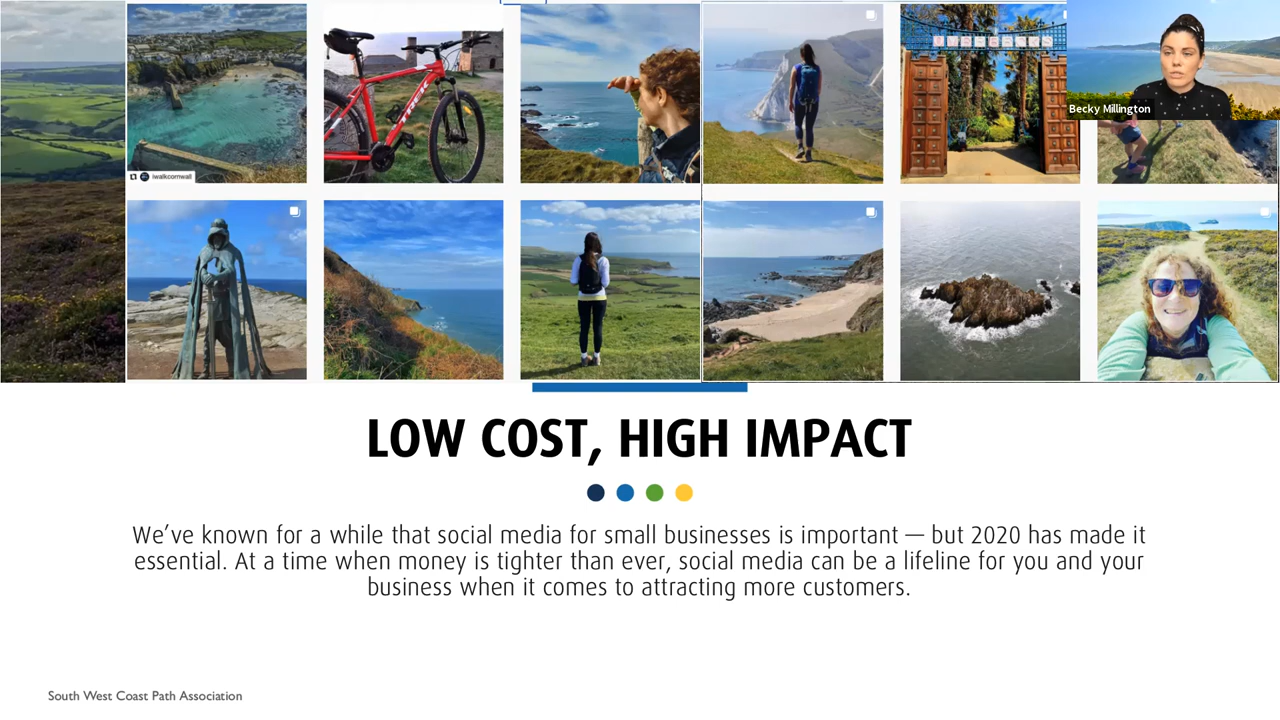 iwalkcornwall
TREK
Becky Millington
LOW COST, HIGH IMPACT
We've known for a while that social media for small businesses is important — but 2020 has made it
essential. At a time when money is tighter than ever, social media can be a lifeline for you and your
business when it comes to attracting more customers.
South West Coast Path Association